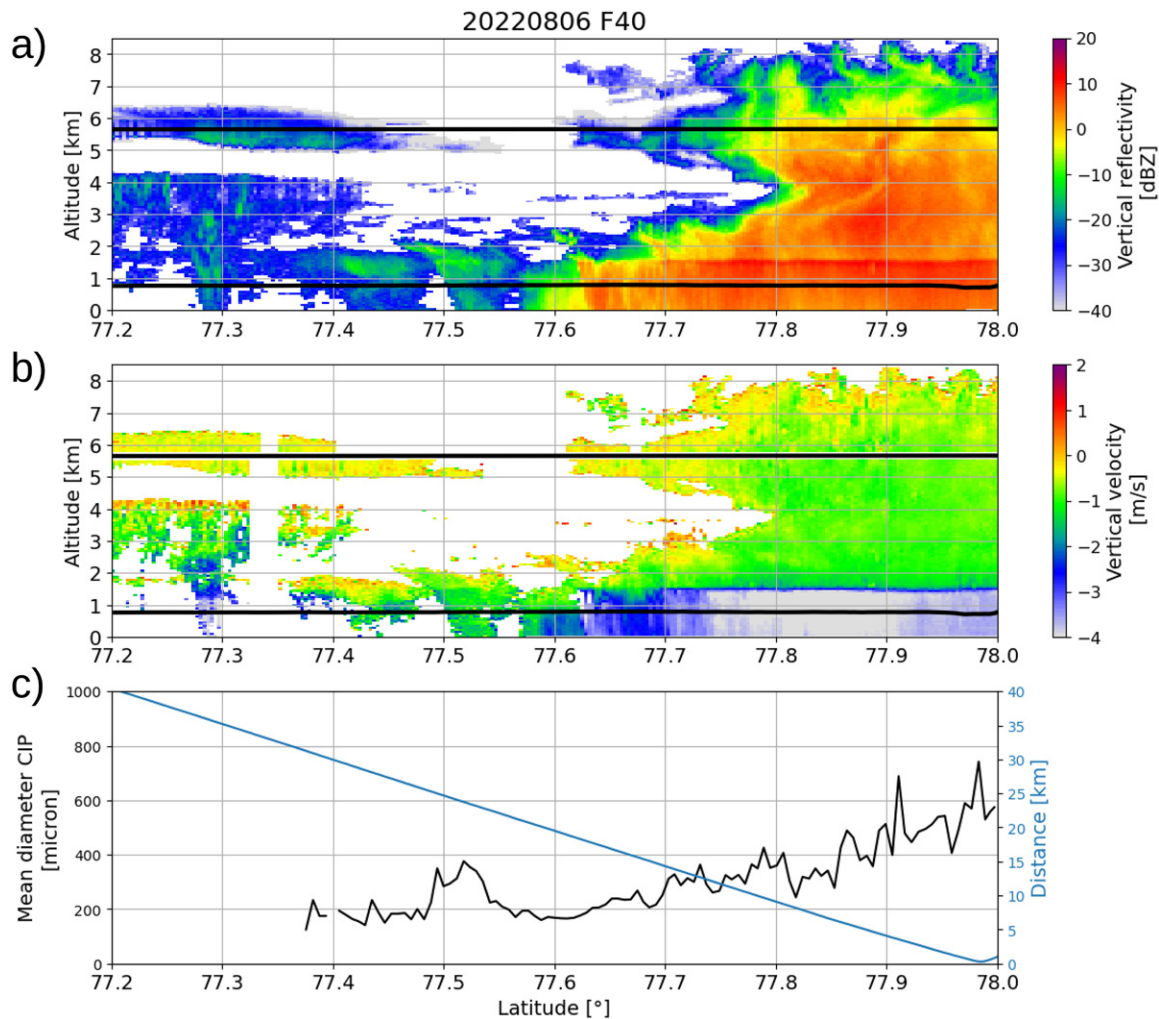 20220806 F40
a)
8
7
6
5
4
3
2
1
0
Altitude [km]
77.2 77.3 77.4 77.5 77.6 77.7 77.8 77.9 78.0
20
10
0
−10
−20
−30
−40
Vertical reflectivity
[dBZ]
b)
8
7
6
5
4
3
2
1
0
Altitude [km]
77.2 77.3 77.4 77.5 77.6 77.7 77.8 77.9 78.0
2
1
0
−1
−2
−3
−4
Vertical velocity
[m/s]
c)
1000
800
600
400
200
0
Mean diameter CIP
[micron]
77.2 77.3 77.4 77.5 77.6 77.7 77.8 77.9 78.0
Latitude [°]
40
35
30
25
20
15
10
5
0
Distance [km]